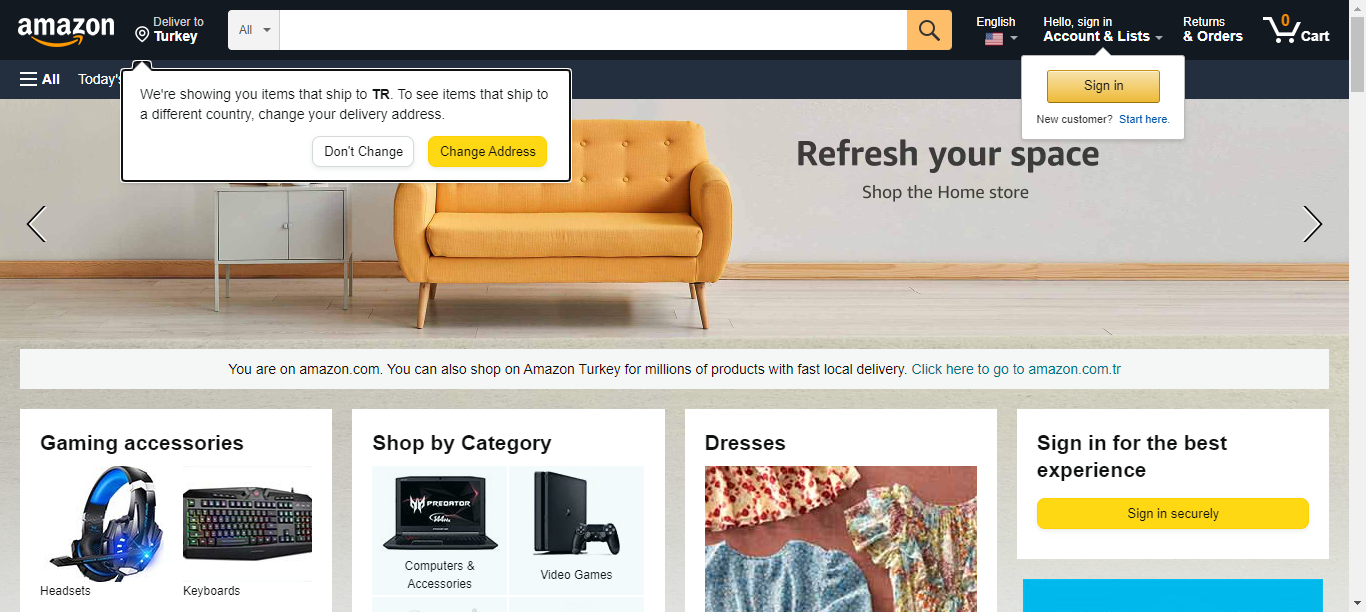 amazon
Deliver to
Turkey
All
English
Hello, sign in
Account & Lists
Returns
& Orders
0
Cart
All
Today's
We're showing you items that ship to TR. To see items that ship to
a different country, change your delivery address.
Don't Change
Change Address
Sign in
New customer? Start here.
Refresh your space
Shop the Home store
You are on amazon.com. You can also shop on Amazon Turkey for millions of products with fast local delivery. Click here to go to amazon.com.tr
Gaming accessories
Headsets
Keyboards
Shop by Category
PREDATOR
Computers &
Accessories
Video Games
Dresses
Sign in for the best
experience
Sign in securely